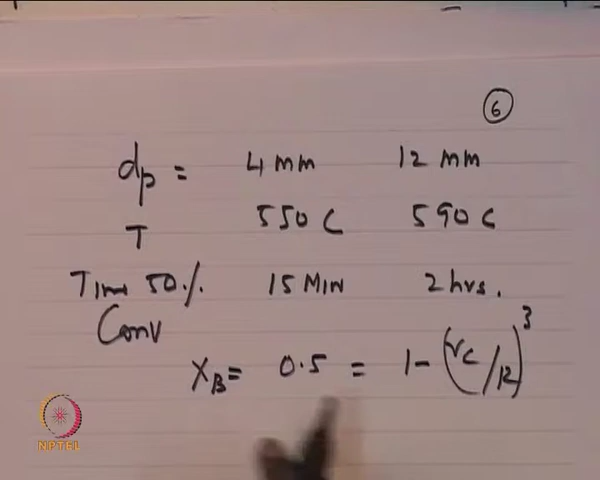 6
dp = 4 mm 12 mm
T 550 C 590 C
Time 50% 15 MIN 2 hrs.
Conv
XB = 0.5 = 1 - (rc/R)^3
NPTEL